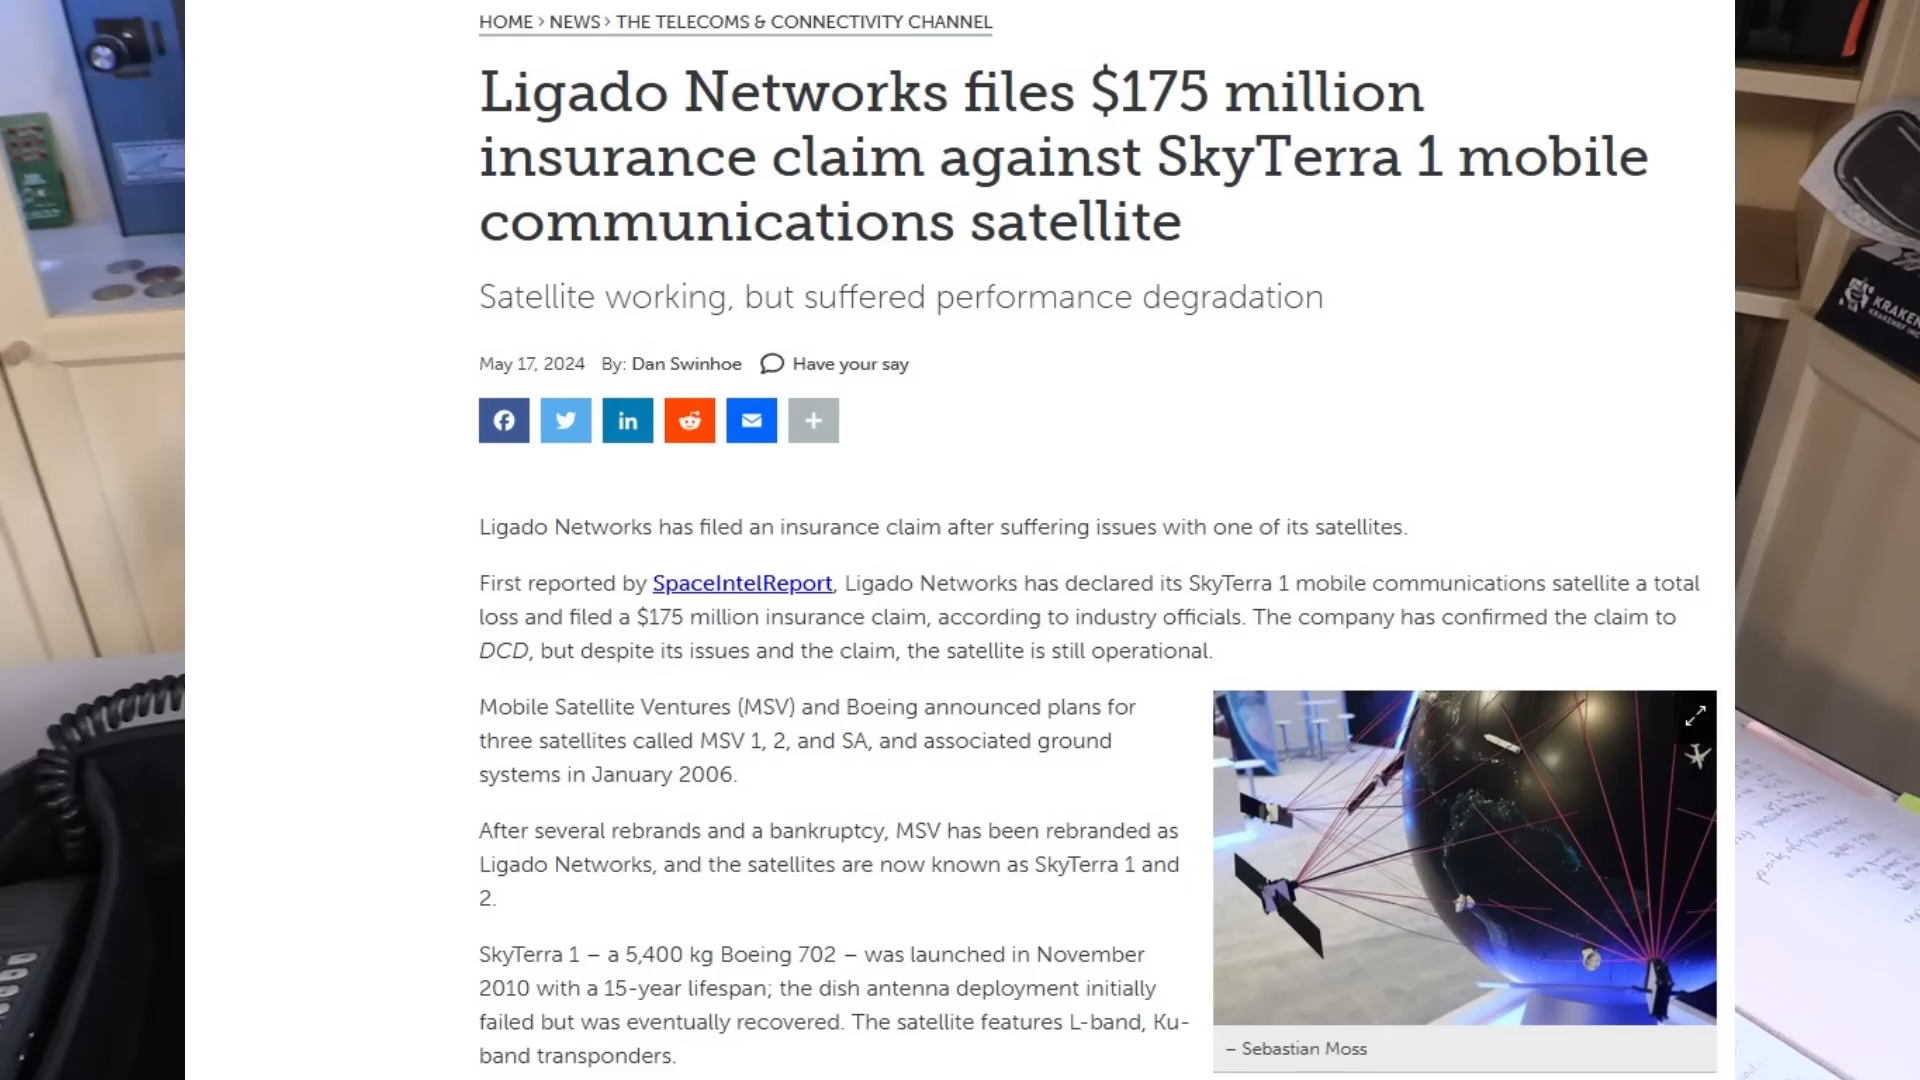 HOME > NEWS > THE TELECOMS & CONNECTIVITY CHANNEL
Ligado Networks files $175 million
insurance claim against SkyTerra 1 mobile
communications satellite
Satellite working, but suffered performance degradation
May 17, 2024 By: Dan Swinhoe Have your say
Ligado Networks has filed an insurance claim after suffering issues with one of its satellites.
First reported by SpaceIntelReport, Ligado Networks has declared its SkyTerra 1 mobile communications satellite a total
loss and filed a $175 million insurance claim, according to industry officials. The company has confirmed the claim to
DCD, but despite its issues and the claim, the satellite is still operational.
Mobile Satellite Ventures (MSV) and Boeing announced plans for
three satellites called MSV 1, 2, and SA, and associated ground
systems in January 2006.
After several rebrands and a bankruptcy, MSV has been rebranded as
Ligado Networks, and the satellites are now known as SkyTerra 1 and
2.
SkyTerra 1 – a 5,400 kg Boeing 702 – was launched in November
2010 with a 15-year lifespan; the dish antenna deployment initially
failed but was eventually recovered. The satellite features L-band, Ku-
band transponders.
– Sebastian Moss
KRAKEN